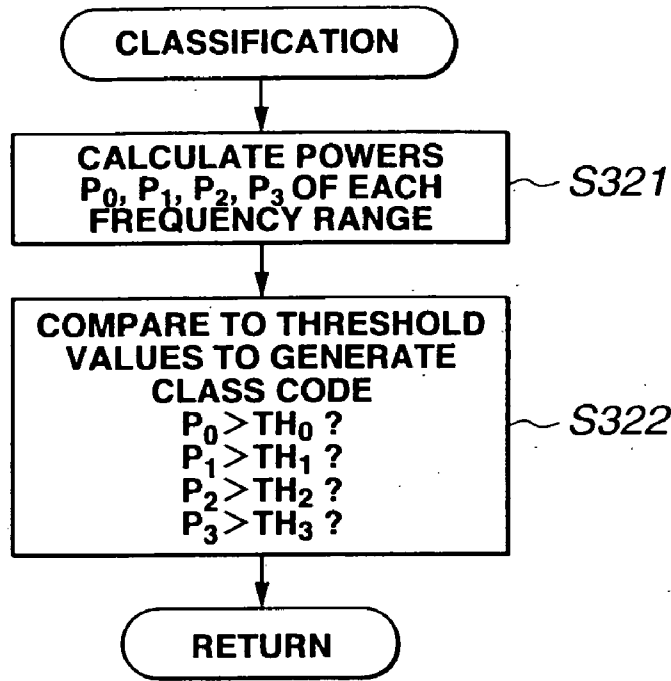 CLASSIFICATION
CALCULATE POWERS
P₀, P₁, P₂, P₃ OF EACH
FREQUENCY RANGE
S321
COMPARE TO THRESHOLD
VALUES TO GENERATE
CLASS CODE
P₀>TH₀ ?
P₁>TH₁ ?
P₂>TH₂ ?
P₃>TH₃ ?
S322
RETURN